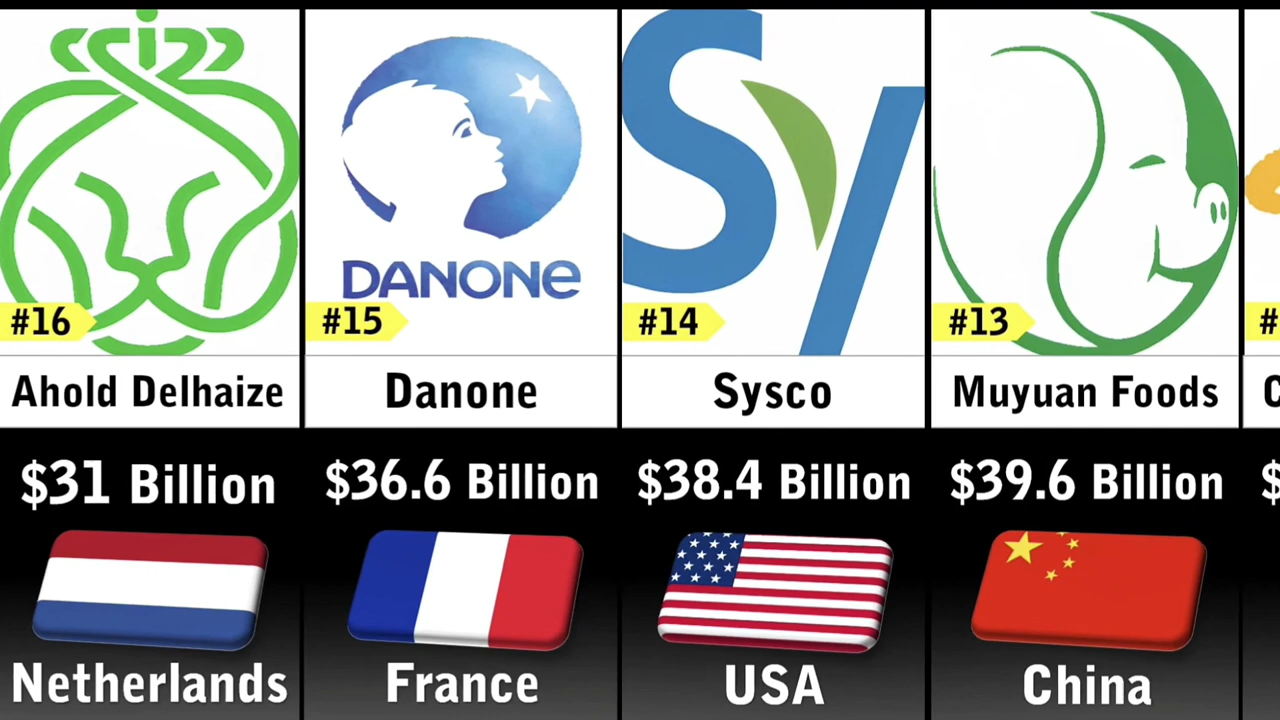 #16
Ahold Delhaize
$31 Billion
Netherlands
DANONE
#15
Danone
$36.6 Billion
France
Sy
#14
Sysco
$38.4 Billion
USA
#13
Muyuan Foods
$39.6 Billion
China
#
C
$